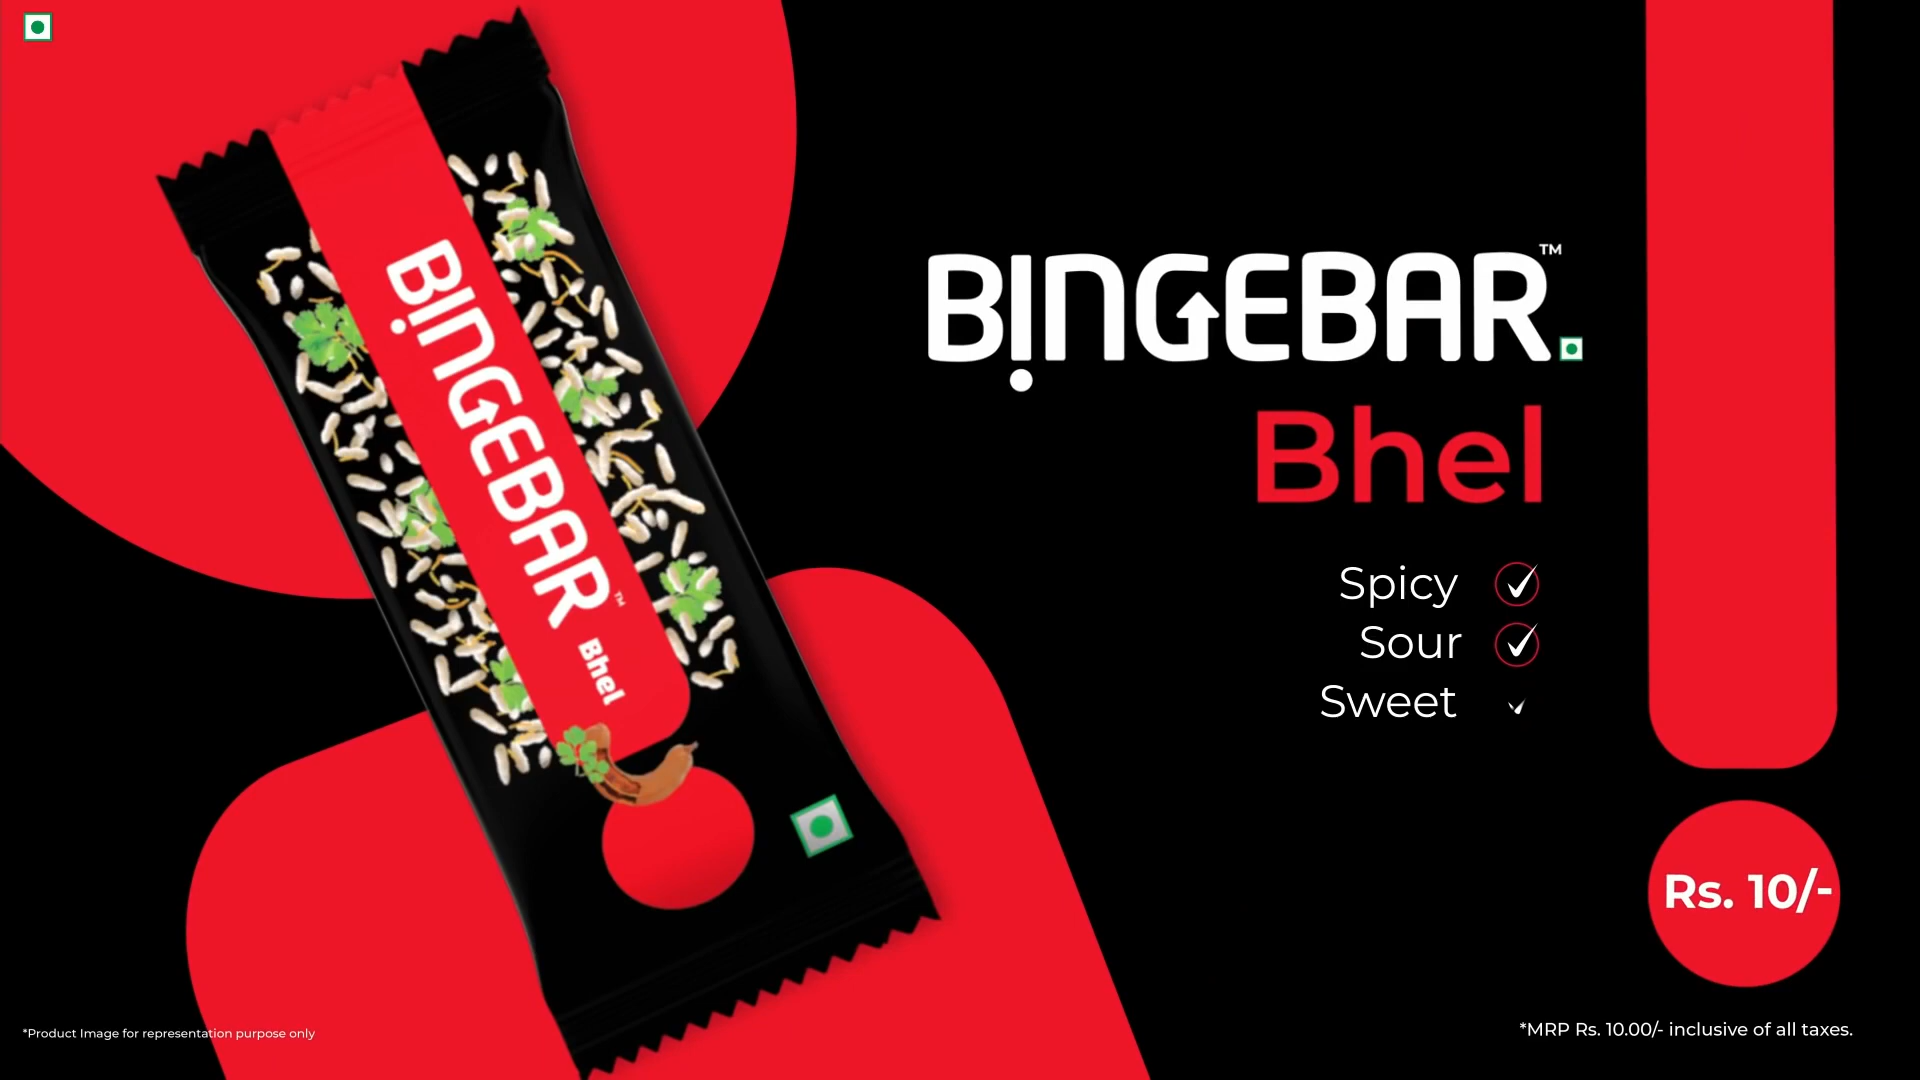 BINGEBAR™
Bhel
BINGEBAR™
Bhel
Spicy
Sour
Sweet
Rs. 10/-
*Product Image for representation purpose only
*MRP Rs. 10.00/- inclusive of all taxes.